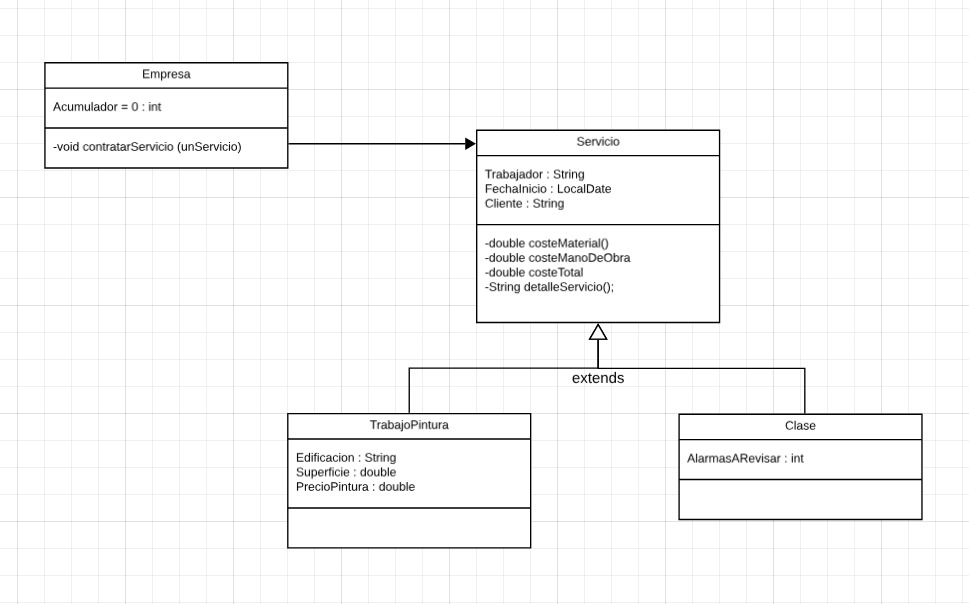 Empresa
Acumulador = 0 : int
-void contratarServicio (unServicio)
Servicio
Trabajador : String
FechaInicio : LocalDate
Cliente : String
-double costeMaterial()
-double costeManoDeObra
-double costeTotal
-String detalleServicio();
extends
TrabajoPintura
Edificacion : String
Superficie : double
PrecioPintura : double
Clase
AlarmasARevisar : int